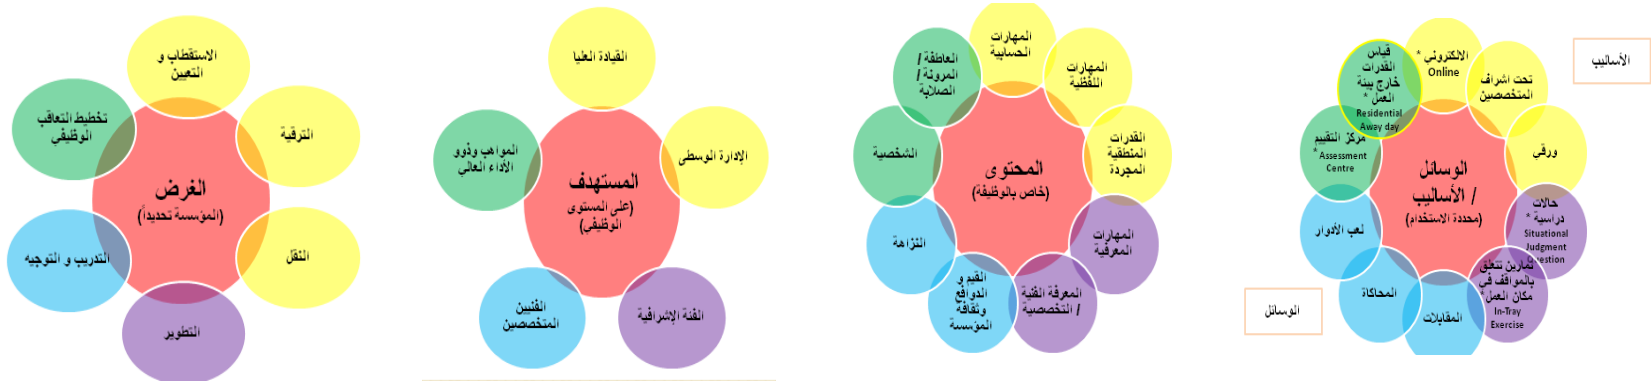 الاستقطاب و
التعيين
الترقية
النقل
التطوير
التدريب و التوجيه
تخطيط التعاقب
الوظيفي
الغرض
(المؤسسة تحديداً)
القيادة العليا
الإدارة الوسطى
الفئة الإشرافية
الفنيين
المتخصصين
المواهب وذوو
الأداء العالي
المستهدف
(على المستوى
الوظيفي)
المهارات
الحسابية
المهارات
اللفظية
القدرات
المنطقية
المجردة
المهارات
المعرفية
المعرفة الفنية
/ التخصصية
القيم و
الدوافع
وثقافة
المؤسسة
النزاهة
الشخصية
العاطفة /
المرونة /
الصلابة
المحتوى
(خاص بالوظيفة)
الالكتروني *
Online
تحت اشراف
المتخصصين
ورقي
حالات
دراسية *
Situational
Judgment
Question
تمارين تتعلق
بالمواقف في
مكان العمل *
In-Tray
Exercise
المقابلات
المحاكاة
لعب الأدوار
مركز التقييم
* Assessment
Centre
قياس
القدرات
خارج بيئة
العمل *
Residential
Away day
الوسائل
/ الأساليب
(محددة الاستخدام)
الأساليب
الوسائل